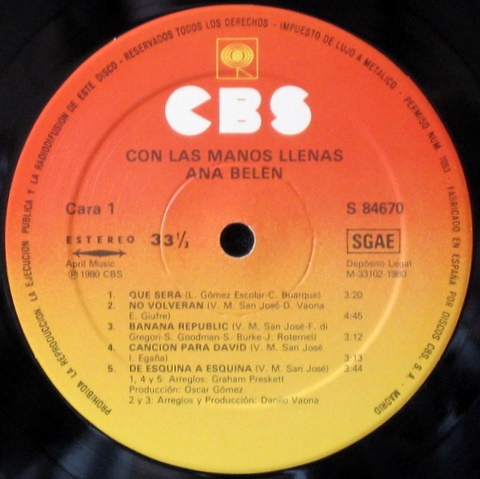 PROHIBIDA LA REPRODUCCION, LA EJECUCION PUBLICA Y LA RADIODIFUSION DE ESTE DISCO - RESERVADOS TODOS LOS DERECHOS - IMPUESTO DE LUJO A METALICO - PERMISO NUM. 1053 - FABRICADO EN ESPAÑA POR DISCOS CBS, S. A. - MADRID
CBS
CON LAS MANOS LLENAS
ANA BELÉN
Cara 1
S 84670
ESTEREO 33⅓
SGAE
April Music
Depósito Legal
℗ 1980 CBS
M-33102-1980
1. QUE SERA (L. Gómez Escolar-C. Buarque) 3:20
2. NO VOLVERAN (V. M. San José-D. Vaona
E. Giufre) 4:45
3. BANANA REPUBLIC (V. M. San José-F. di
Gregori-S. Goodman-S. Burke-J. Rotemel) 3:12
4. CANCION PARA DAVID (V. M. San José
I. Egaña) 3:13
5. DE ESQUINA A ESQUINA (V. M. San José) 3:44
1, 4 y 5: Arreglos: Graham Preskett
Producción: Oscar Gómez
2 y 3: Arreglos y Producción: Danilo Vaona